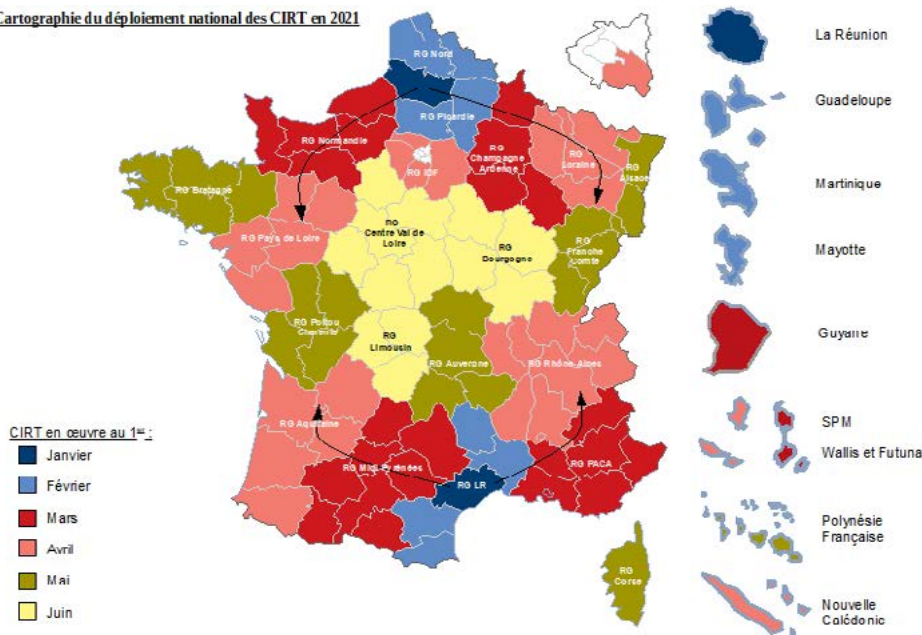 Cartographie du déploiement national des CIRT en 2021
RG Nord
RG Picardie
RG Normandie
RG IDF
RG
Champagne
Ardenne
RG
Loraine
RG
Alsace
RG Bretagne
RG Pays de Loire
RG
Centre Val de
Loire
RG
Bourgogne
RG
Franche
Comté
RG Poitou
Charente
RG
Limousin
RG Auvergne
RG Rhône-Alpes
RG Aquitaine
RG Midi-Pyrénées
RG LR
RG PACA
RG
Corse
CIRT en œuvre au 1er :
Janvier
Février
Mars
Avril
Mai
Juin
La Réunion
Guadeloupe
Martinique
Mayotte
Guyane
SPM
Wallis et Futuna
Polynésie
Française
Nouvelle
Calédonie